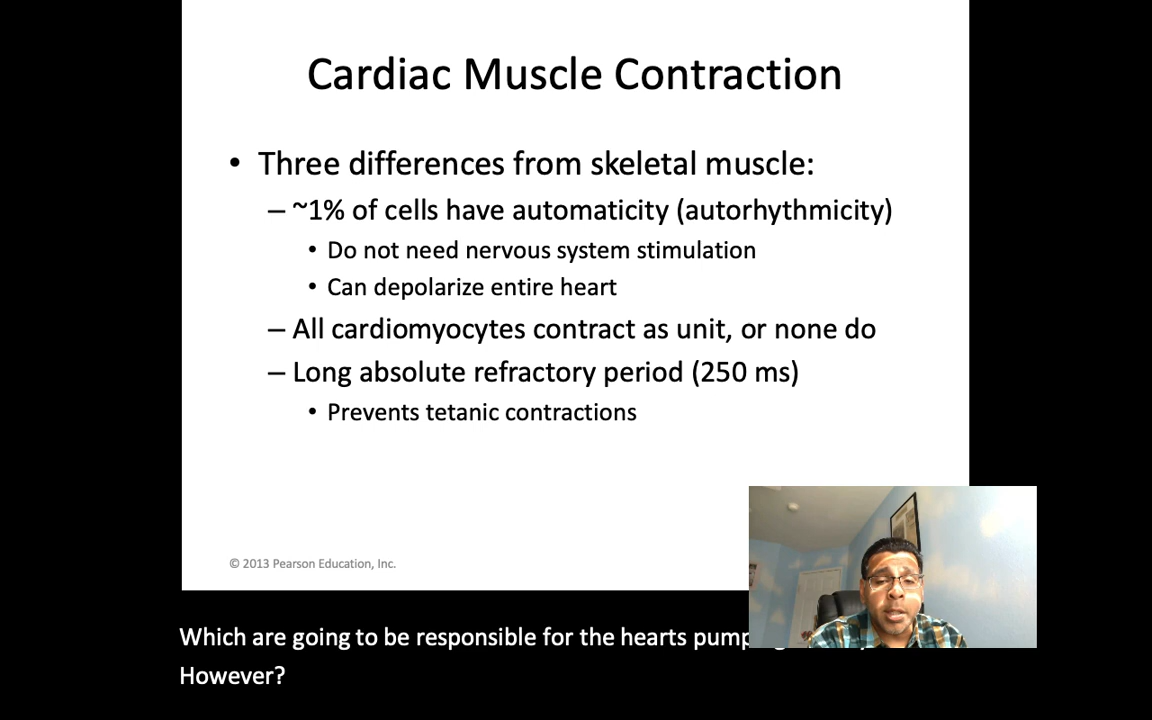 Cardiac Muscle Contraction
• Three differences from skeletal muscle:
– ~1% of cells have automaticity (autorhythmicity)
• Do not need nervous system stimulation
• Can depolarize entire heart
– All cardiomyocytes contract as unit, or none do
– Long absolute refractory period (250 ms)
• Prevents tetanic contractions
© 2013 Pearson Education, Inc.
Which are going to be responsible for the hearts
However?